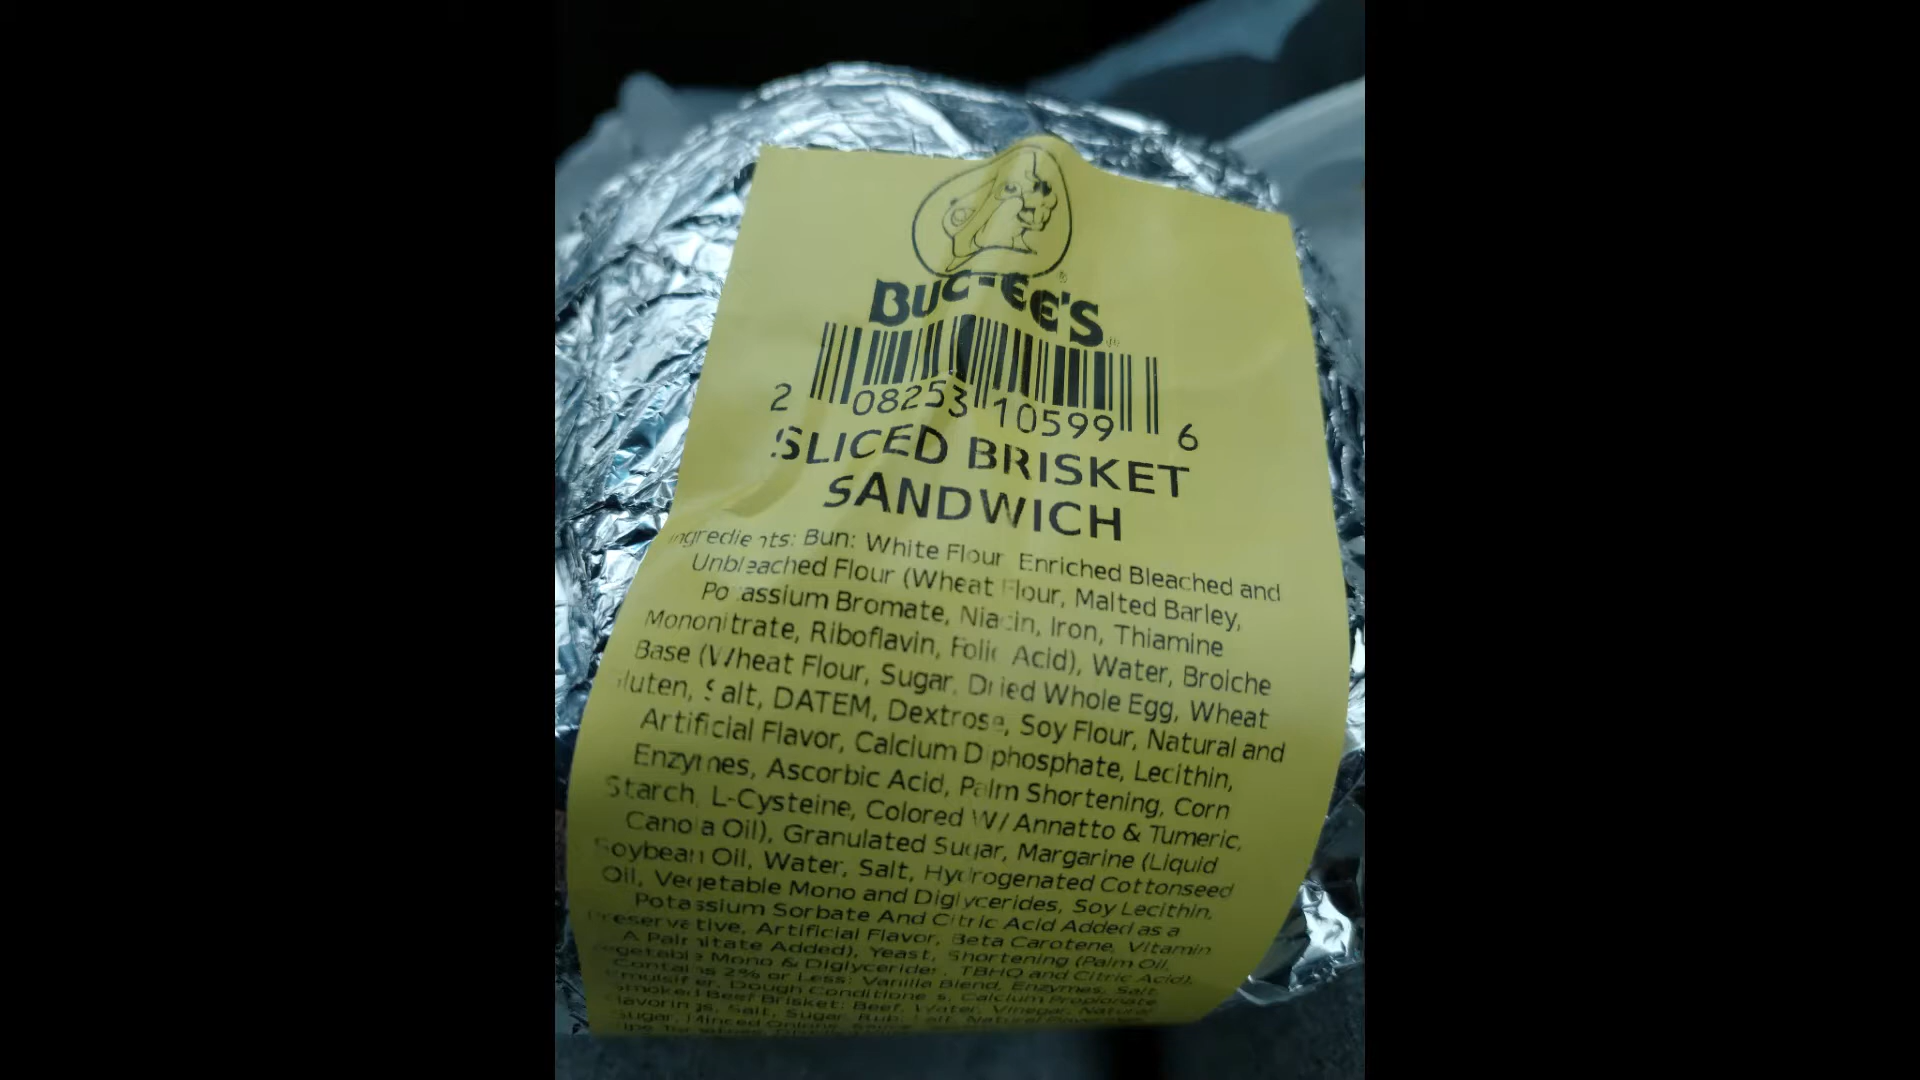 BUC-EE'S
2 08253 10599 6
SLICED BRISKET
SANDWICH
Ingredients: Bun: White Flour Enriched Bleached and
Unbleached Flour (Wheat Flour, Malted Barley,
Potassium Bromate, Niacin, Iron, Thiamine
Mononitrate, Riboflavin, Folic Acid), Water, Broiche
Base (Wheat Flour, Sugar, Dried Whole Egg, Wheat
Gluten, Salt, DATEM, Dextrose, Soy Flour, Natural and
Artificial Flavor, Calcium Diphosphate, Lecithin,
Enzymes, Ascorbic Acid, Palm Shortening, Corn
Starch, L-Cysteine, Colored W/ Annatto & Tumeric,
Canola Oil), Granulated Sugar, Margarine (Liquid
Soybean Oil, Water, Salt, Hydrogenated Cottonseed
Oil, Vegetable Mono and Diglycerides, Soy Lecithin,
Potassium Sorbate And Citric Acid Added as a
Preservative, Artificial Flavor, Beta Carotene, Vitamin
A Palmitate Added), Yeast, Shortening (Palm Oil,
Vegetable Mono & Diglycerides, TBHQ and Citric Acid).
Contains 2% or Less: Vanilla Blend, Enzymes, Salt,
Emulsifier, Dough Conditioners, Calcium Propionate
Smoked Beef Brisket: Beef, Water, Vinegar, Natural
Flavorings, Salt, Sugar, Rub: Salt, Natural
Sugar, Minced Onions,